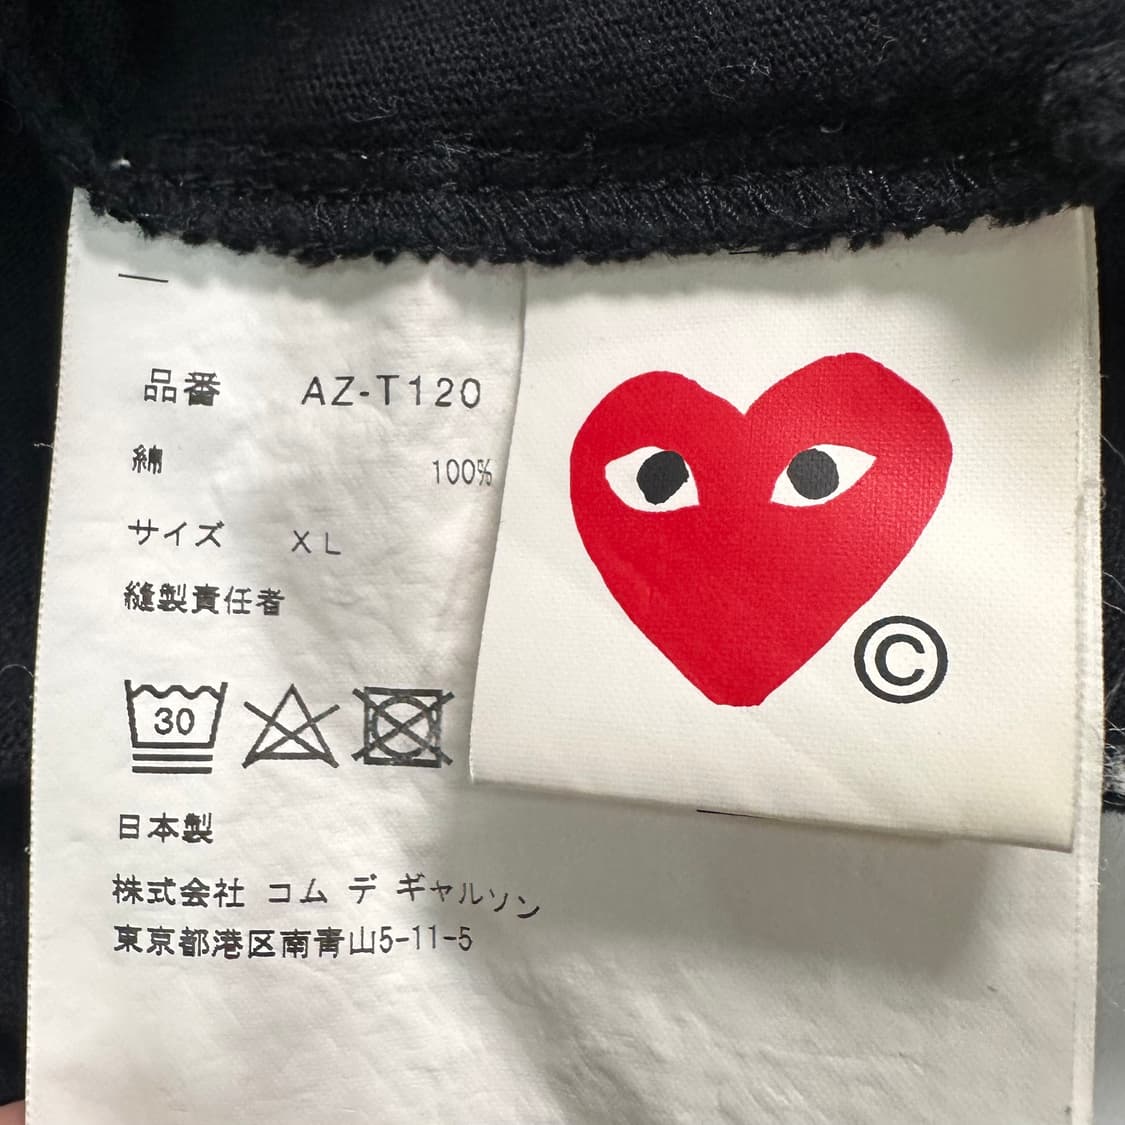 品番 AZ-T120
綿 100%
サイズ XL
縫製責任者
30
日本製
株式会社 コム デ ギャルソン
東京都港区南青山5-11-5
©